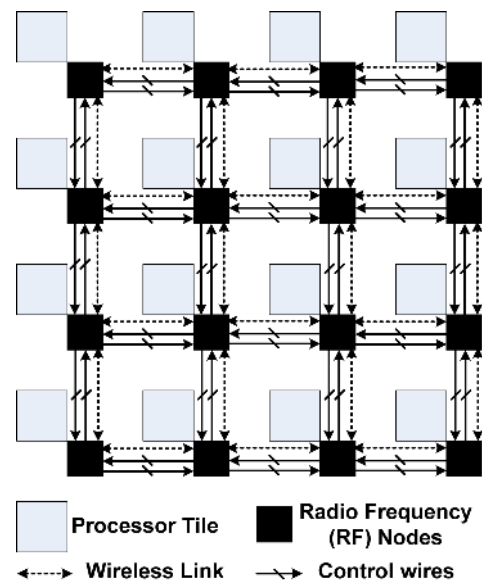 Processor Tile
Radio Frequency
(RF) Nodes
Wireless Link
Control wires